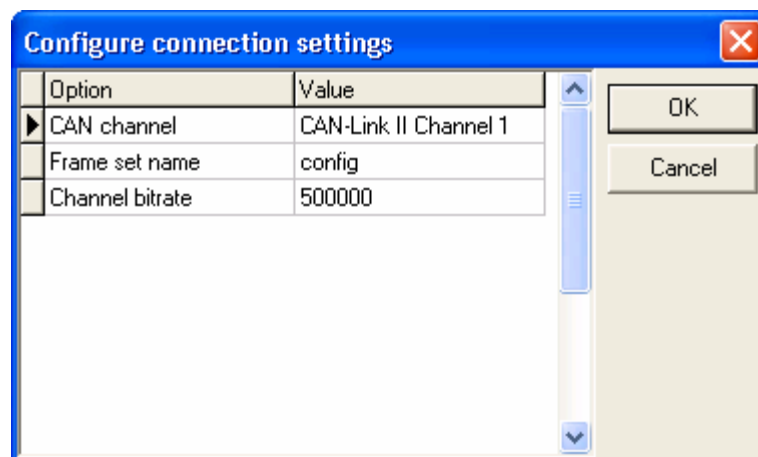 Configure connection settings
Option Value
CAN channel CAN-Link II Channel 1
Frame set name config
Channel bitrate 500000
OK
Cancel